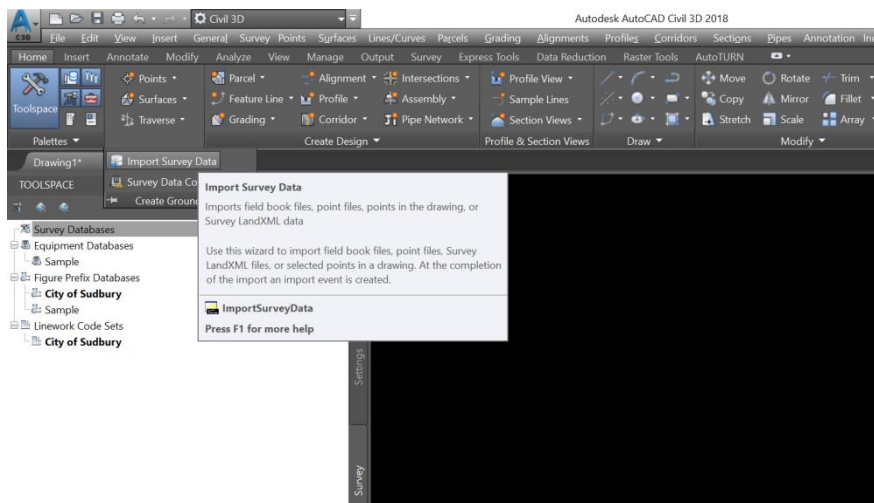 Civil 3D
Autodesk AutoCAD Civil 3D 2018
C3D
File Edit View Insert General Survey Points Surfaces Lines/Curves Parcels Grading Alignments Profiles Corridors Sections Pipes Annotation
Home Insert Annotate Modify Analyze View Manage Output Survey Express Tools Data Reduction Raster Tools AutoTURN
Toolspace
Points Parcel Alignment Intersections Profile View Move Rotate Trim
Surfaces Feature Line Profile Assembly Sample Lines Copy Mirror Fillet
Traverse Grading Corridor Pipe Network Section Views Stretch Scale Array
Palettes Create Design Profile & Section Views Draw Modify
Drawing1* Import Survey Data
TOOLSPACE Survey Data Co
Create Groun
Import Survey Data
Imports field book files, point files, points in the drawing, or
Survey LandXML data
Use this wizard to import field book files, point files, Survey
LandXML files, or selected points in a drawing. At the completion
of the import an import event is created.
ImportSurveyData
Press F1 for more help
Survey Databases
Equipment Databases
Sample
Figure Prefix Databases
City of Sudbury
Sample
Linework Code Sets
City of Sudbury
Settings
Survey